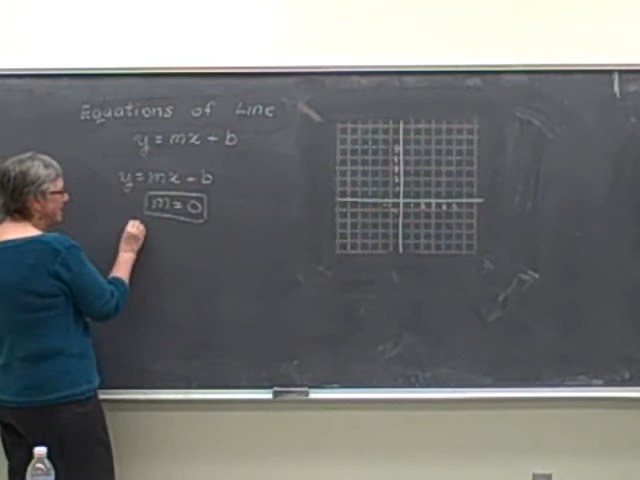 Equations of Line
y = mx + b
y = mx + b
m = 0